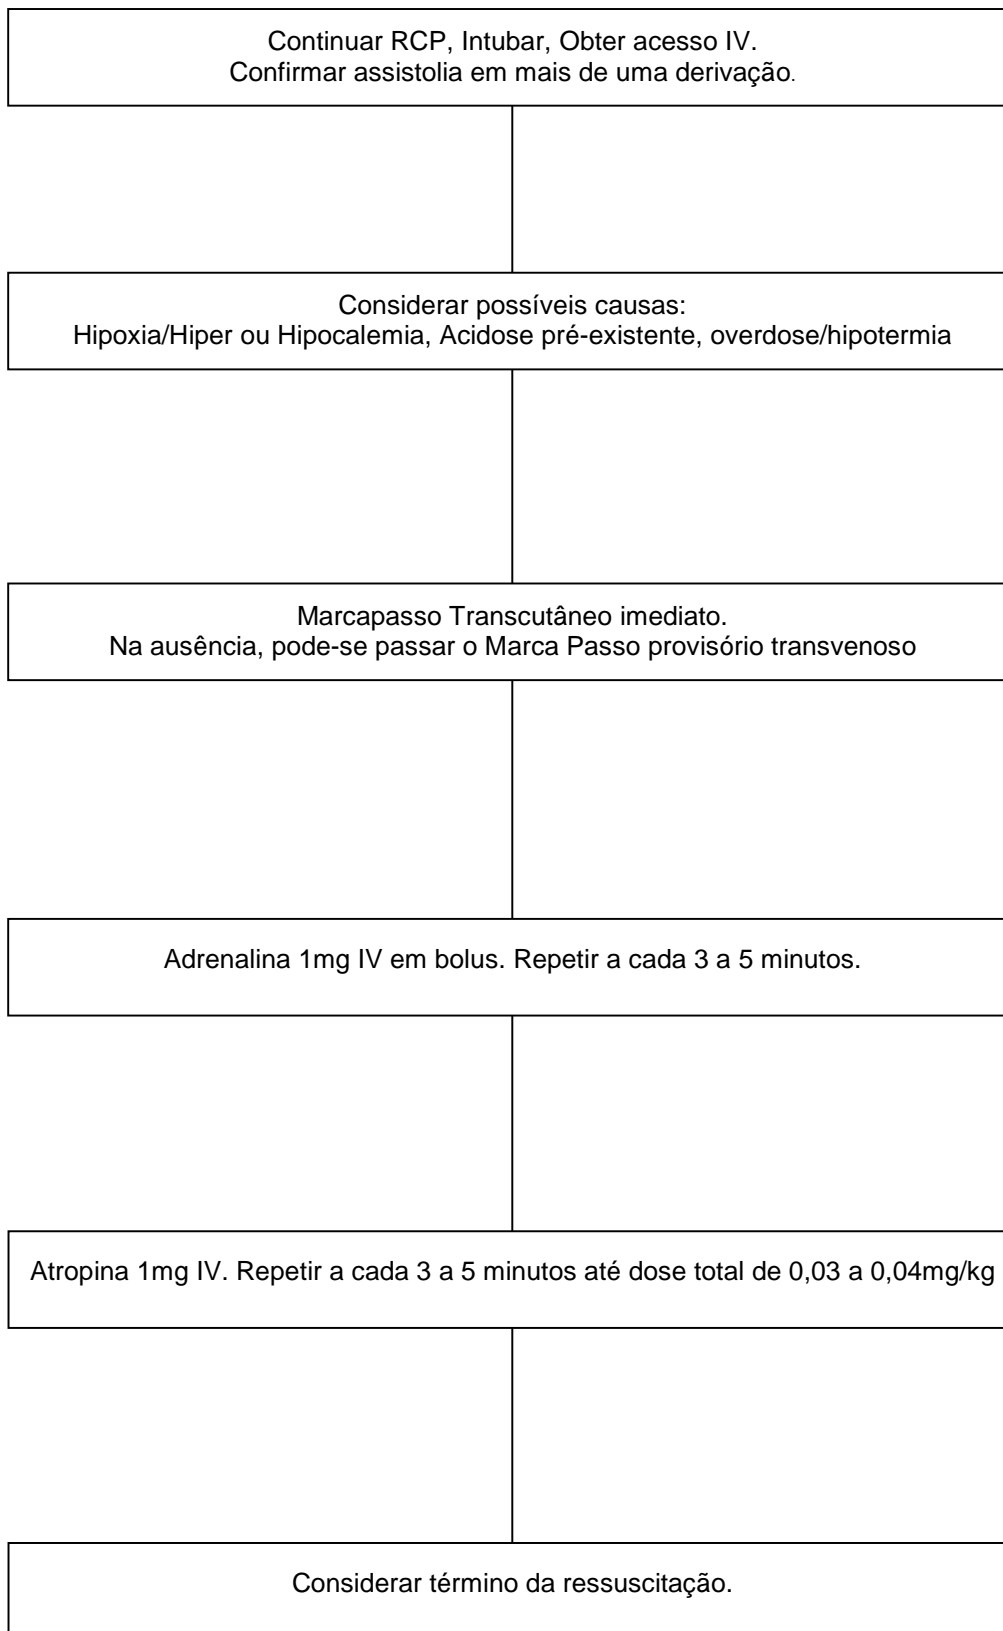 Continuar RCP, Intubar, Obter acesso IV.
Confirmar assistolia em mais de uma derivação.
Considerar possíveis causas:
Hipoxia/Hiper ou Hipocalemia, Acidose pré-existente, overdose/hipotermia
Marcapasso Transcutâneo imediato.
Na ausência, pode-se passar o Marca Passo provisório transvenoso
Adrenalina 1mg IV em bolus. Repetir a cada 3 a 5 minutos.
Atropina 1mg IV. Repetir a cada 3 a 5 minutos até dose total de 0,03 a 0,04mg/kg
Considerar término da ressuscitação.